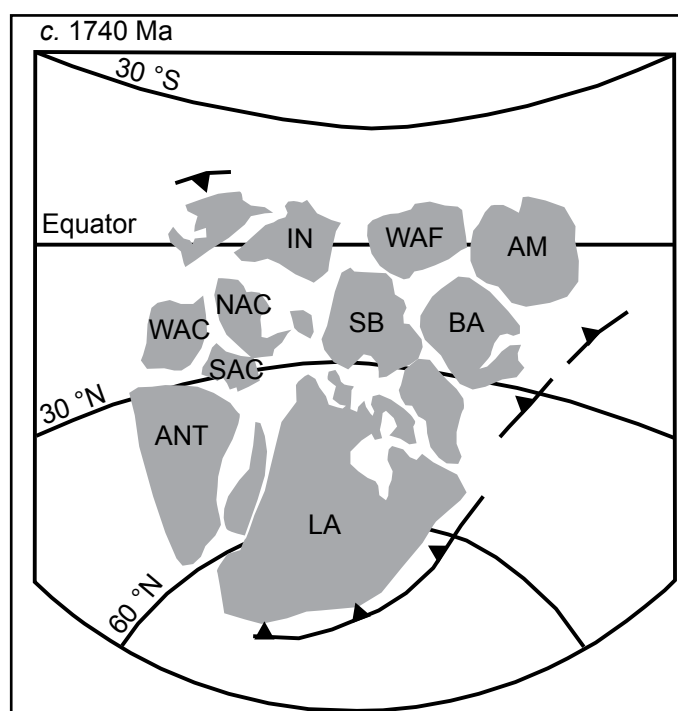 c. 1740 Ma
30 °S
Equator
IN
WAF
AM
NAC
WAC
SB
BA
SAC
30 °N
ANT
LA
60 °N